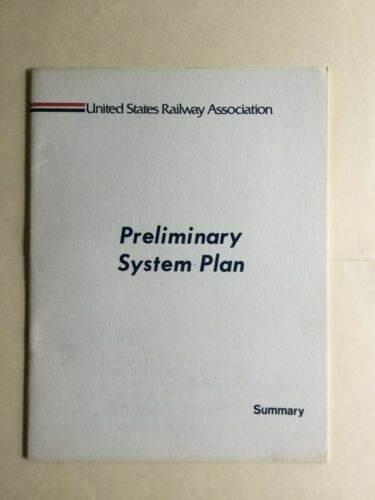 United States Railway Association
Preliminary
System Plan
Summary